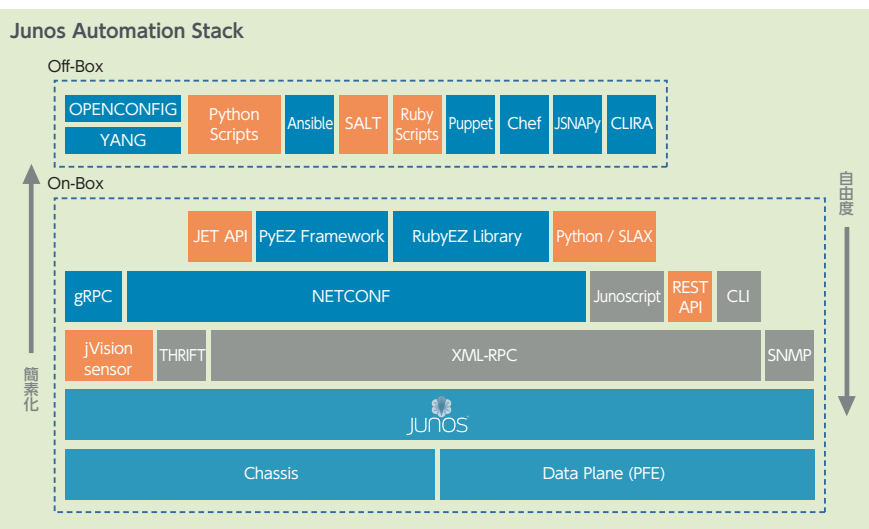 Junos Automation Stack
Off-Box
OPENCONFIG
YANG
Python
Scripts
Ansible
SALT
Ruby
Scripts
Puppet
Chef
JSNAPy
CLIRA
On-Box
JET API
PyEZ Framework
RubyEZ Library
Python / SLAX
gRPC
NETCONF
Junoscript
REST
API
CLI
jVision
sensor
THRIFT
XML-RPC
SNMP
JUNOS
Chassis
Data Plane (PFE)
簡素化
自由度